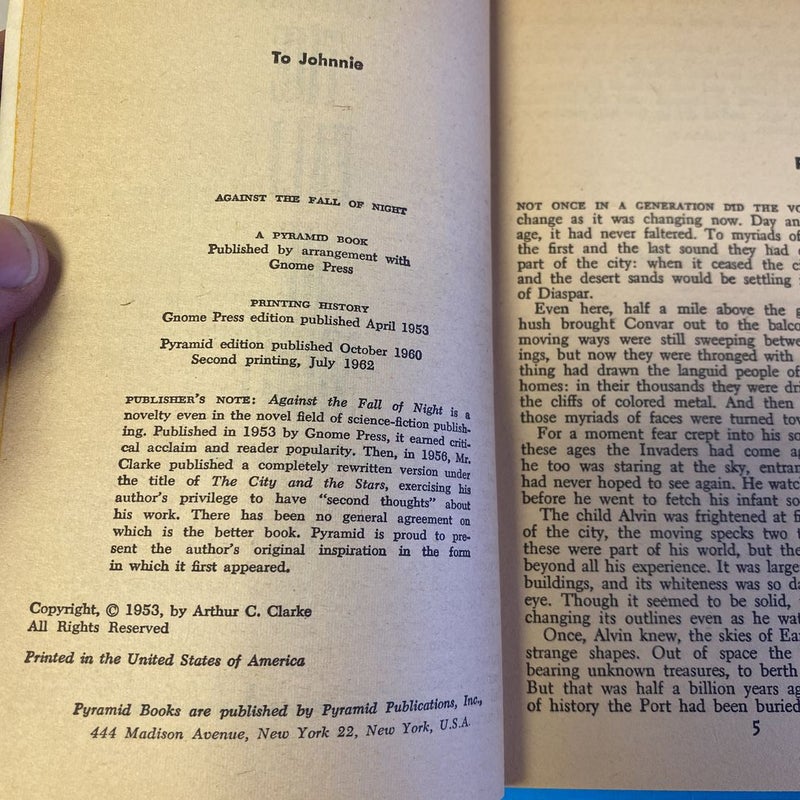 To Johnnie
AGAINST THE FALL OF NIGHT
A PYRAMID BOOK
Published by arrangement with
Gnome Press
PRINTING HISTORY
Gnome Press edition published April 1953
Pyramid edition published October 1960
Second printing, July 1962
PUBLISHER'S NOTE: Against the Fall of Night is a
novelty even in the novel field of science-fiction publish-
ing. Published in 1953 by Gnome Press, it earned criti-
cal acclaim and reader popularity. Then, in 1956, Mr.
Clarke published a completely rewritten version under
the title of The City and the Stars, exercising his
author's privilege to have "second thoughts" about
his work. There has been no general agreement on
which is the better book. Pyramid is proud to pre-
sent the author's original inspiration in the form
in which it first appeared.
Copyright, © 1953, by Arthur C. Clarke
All Rights Reserved
Printed in the United States of America
Pyramid Books are published by Pyramid Publications, Inc.,
444 Madison Avenue, New York 22, New York, U.S.A.
NOT ONCE IN A GENERATION DID THE
change as it was changing now. Day
age, it had never faltered. To myriads of
the first and the last sound they had
part of the city: when it ceased the
and the desert sands would be settling
of Diaspar.
Even here, half a mile above the
hush brought Convar out to the
moving ways were still sweeping
ings, but now they were thronged with
thing had drawn the languid people of
homes: in their thousands they were
the cliffs of colored metal. And then
those myriads of faces were turned
For a moment fear crept into his
these ages the Invaders had come
he too was staring at the sky,
had never hoped to see again. He
before he went to fetch his infant
The child Alvin was frightened at
of the city, the moving specks two
these were part of his world, but the
beyond all his experience. It was
buildings, and its whiteness was so
eye. Though it seemed to be solid,
changing its outlines even as he
Once, Alvin knew, the skies of
strange shapes. Out of space the
bearing unknown treasures, to berth
But that was half a billion years
of history the Port had been buried
5